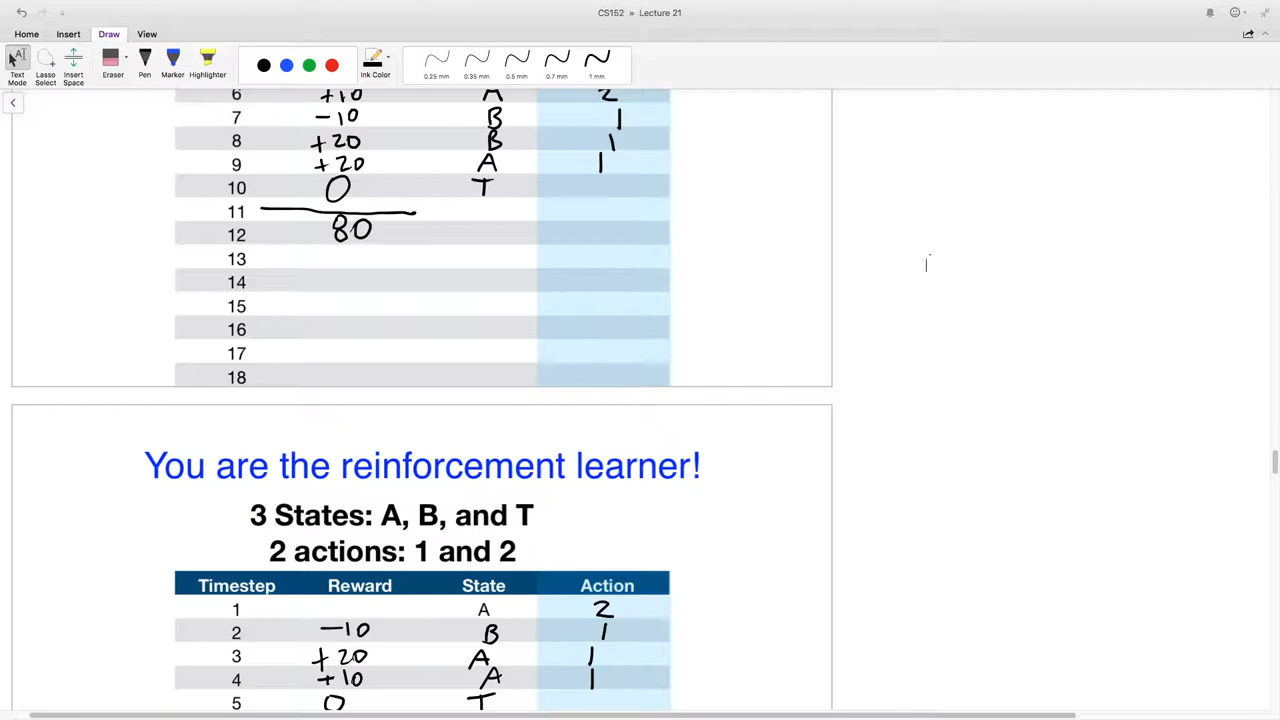 CS152 » Lecture 21
Home Insert Draw View
Text Mode Lasso Select Insert Space Eraser Pen Marker Highlighter Ink Color 0.25 mm 0.35 mm 0.5 mm 0.7 mm 1 mm
6 +10 A 2
7 -10 B 1
8 +20 B 1
9 +20 A 1
10 0 T
11
12 80
13
14
15
16
17
18
You are the reinforcement learner!
3 States: A, B, and T
2 actions: 1 and 2
Timestep Reward State Action
1 A 2
2 -10 B 1
3 +20 A 1
4 +10 A 1
5 0 T